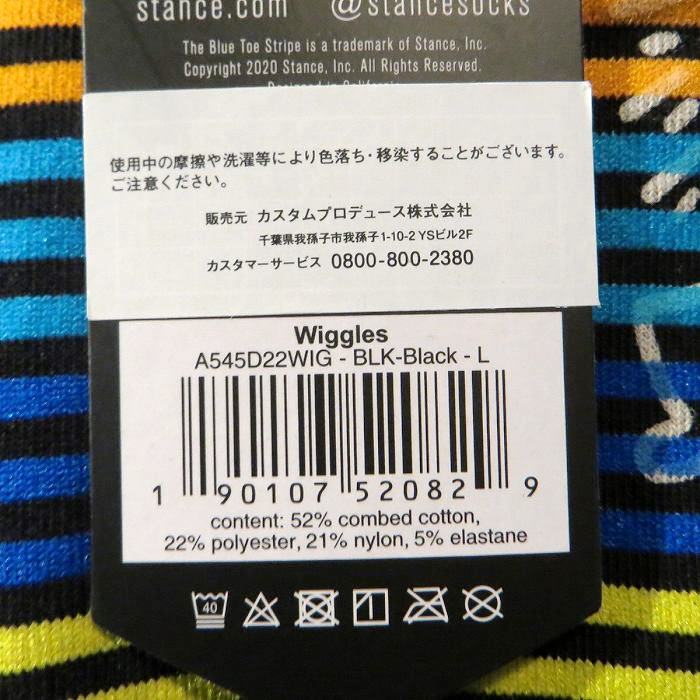 stance.com @stancesocks
The Blue Toe Stripe is a trademark of Stance, Inc.
Copyright 2020 Stance, Inc. All Rights Reserved.
使用中の摩擦や洗濯等により色落ち・移染することがございます。
ご注意ください。
販売元 カスタムプロデュース株式会社
千葉県我孫子市我孫子1-10-2 YSビル2F
カスタマーサービス 0800-800-2380
Wiggles
A545D22WIG - BLK-Black - L
1 90107 52082 9
content: 52% combed cotton,
22% polyester, 21% nylon, 5% elastane
40